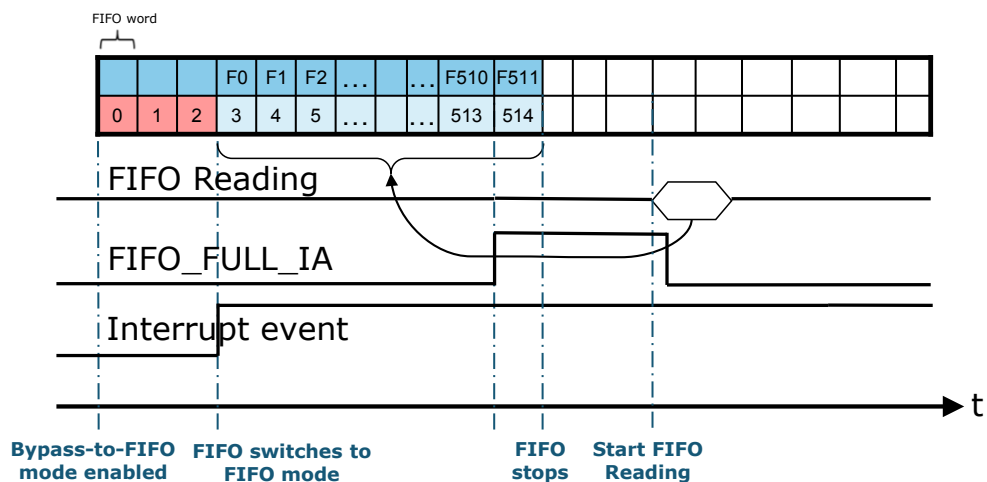 FIFO word
F0 F1 F2 ... ... F510 F511
0 1 2 3 4 5 ... ... 513 514
FIFO Reading
FIFO_FULL_IA
Interrupt event
t
Bypass-to-FIFO
mode enabled
FIFO switches to
FIFO mode
FIFO
stops
Start FIFO
Reading